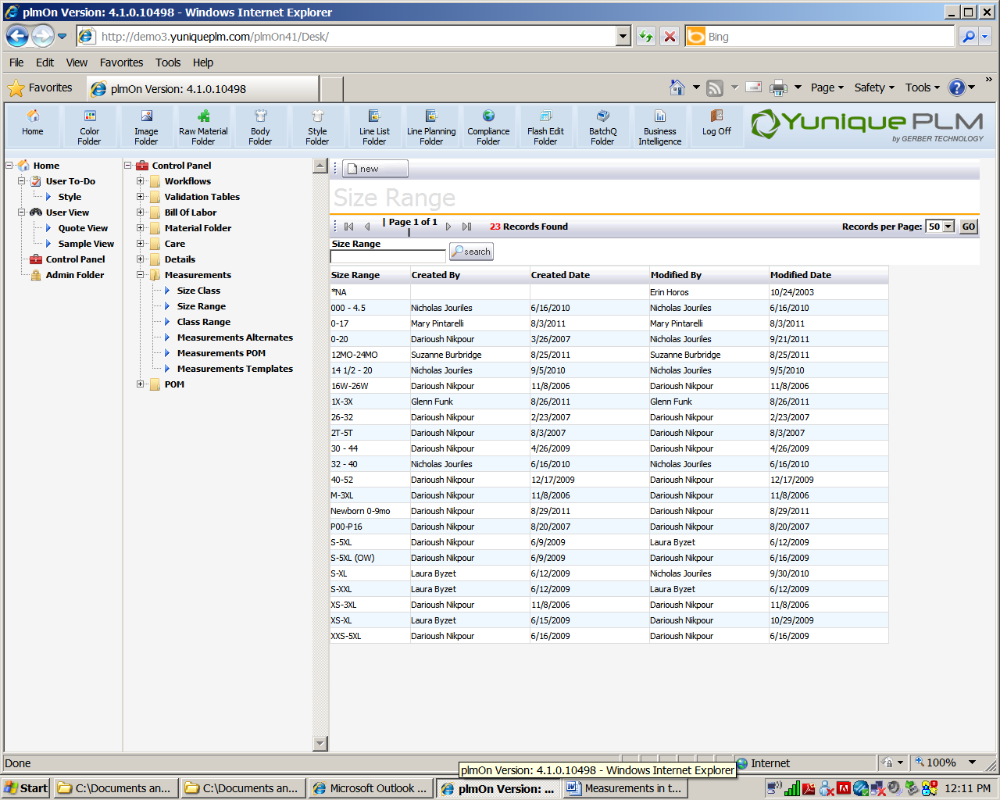 plmOn Version: 4.1.0.10498 - Windows Internet Explorer
http://demo3.yuniqueplm.com/plmOn41/Desk/
Bing
File Edit View Favorites Tools Help
Favorites
plmOn Version: 4.1.0.10498
Page Safety Tools
Home
Color Folder
Image Folder
Raw Material Folder
Body Folder
Style Folder
Line List Folder
Line Planning Folder
Compliance Folder
Flash Edit Folder
BatchQ Folder
Business Intelligence
Log Off
YuniquePLM
by GERBER TECHNOLOGY
Home
User To-Do
Style
User View
Quote View
Sample View
Control Panel
Admin Folder
Control Panel
Workflows
Validation Tables
Bill Of Labor
Material Folder
Care
Details
Measurements
Size Class
Size Range
Class Range
Measurements Alternates
Measurements POM
Measurements Templates
POM
new
Size Range
| Page 1 of 1 |
23 Records Found
Records per Page: 50 GO
Size Range
search
Size Range Created By Created Date Modified By Modified Date
*NA Erin Horos 10/24/2003
000 - 4.5 Nicholas Jouriles 6/16/2010 Nicholas Jouriles 6/16/2010
0-17 Mary Pintarelli 8/3/2011 Mary Pintarelli 8/3/2011
0-20 Darioush Nikpour 3/26/2007 Nicholas Jouriles 9/21/2011
12MO-24MO Suzanne Burbridge 8/25/2011 Suzanne Burbridge 8/25/2011
14 1/2 - 20 Nicholas Jouriles 9/5/2010 Nicholas Jouriles 9/5/2010
16W-26W Darioush Nikpour 11/8/2006 Darioush Nikpour 11/8/2006
1X-3X Glenn Funk 8/26/2011 Glenn Funk 8/26/2011
26-32 Darioush Nikpour 2/23/2007 Darioush Nikpour 2/23/2007
2T-5T Darioush Nikpour 8/3/2007 Darioush Nikpour 8/3/2007
30 - 44 Darioush Nikpour 4/26/2009 Darioush Nikpour 4/26/2009
32 - 40 Nicholas Jouriles 6/16/2010 Nicholas Jouriles 6/16/2010
40-52 Darioush Nikpour 12/17/2009 Darioush Nikpour 12/17/2009
M-3XL Darioush Nikpour 11/8/2006 Darioush Nikpour 11/8/2006
Newborn 0-9mo Darioush Nikpour 8/29/2011 Darioush Nikpour 8/29/2011
P00-P16 Darioush Nikpour 8/20/2007 Darioush Nikpour 8/20/2007
S-5XL Darioush Nikpour 6/9/2009 Laura Byzet 6/12/2009
S-5XL (OW) Darioush Nikpour 6/9/2009 Darioush Nikpour 6/16/2009
S-XL Laura Byzet 6/12/2009 Nicholas Jouriles 9/30/2010
S-XXL Laura Byzet 6/12/2009 Laura Byzet 6/12/2009
XS-3XL Darioush Nikpour 11/8/2006 Darioush Nikpour 11/8/2006
XS-XL Laura Byzet 6/15/2009 Darioush Nikpour 10/29/2009
XXS-5XL Darioush Nikpour 6/16/2009 Darioush Nikpour 6/16/2009
Done
Internet
100%
plmOn Version: 4.1.0.10498 - Windows Internet Explorer
Start
C:\Documents an...
C:\Documents an...
Microsoft Outlook ...
plmOn Version: ...
Measurements in t...
12:11 PM